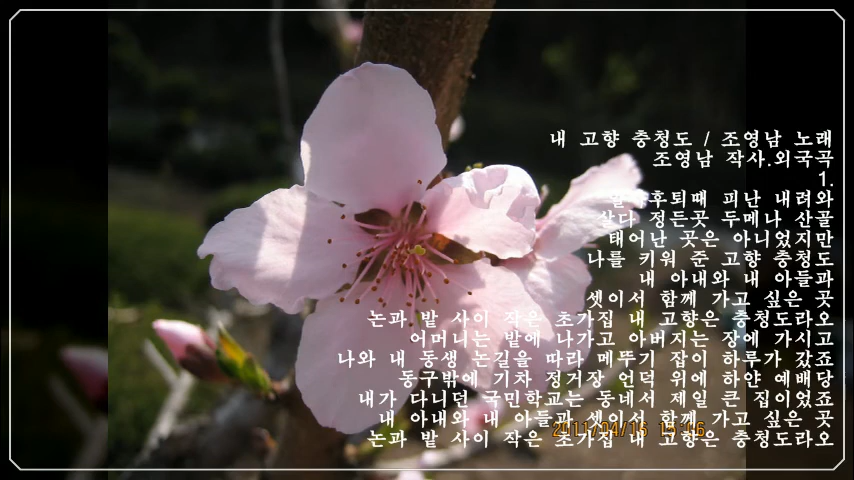 내 고향 충청도 / 조영남 노래
조영남 작사.외국곡
1.
후퇴때 피난 내려와
살다 정든곳 두메나 산골
태어난 곳은 아니었지만
나를 키워 준 고향 충청도
내 아내와 내 아들과
셋이서 함께 가고 싶은 곳
논과 밭 사이 작은 초가집 내 고향은 충청도라오
어머니는 밭에 나가고 아버지는 장에 가시고
나와 내 동생 논길을 따라 메뚜기 잡이 하루가 갔죠
동구밖에 기차 정거장 언덕 위에 하얀 예배당
내가 다니던 국민학교는 동네서 제일 큰 집이었죠
내 아내와 내 아들과 셋이서 함께 가고 싶은 곳
논과 밭 사이 작은 초가집 내 고향은 충청도라오
2011/04/16